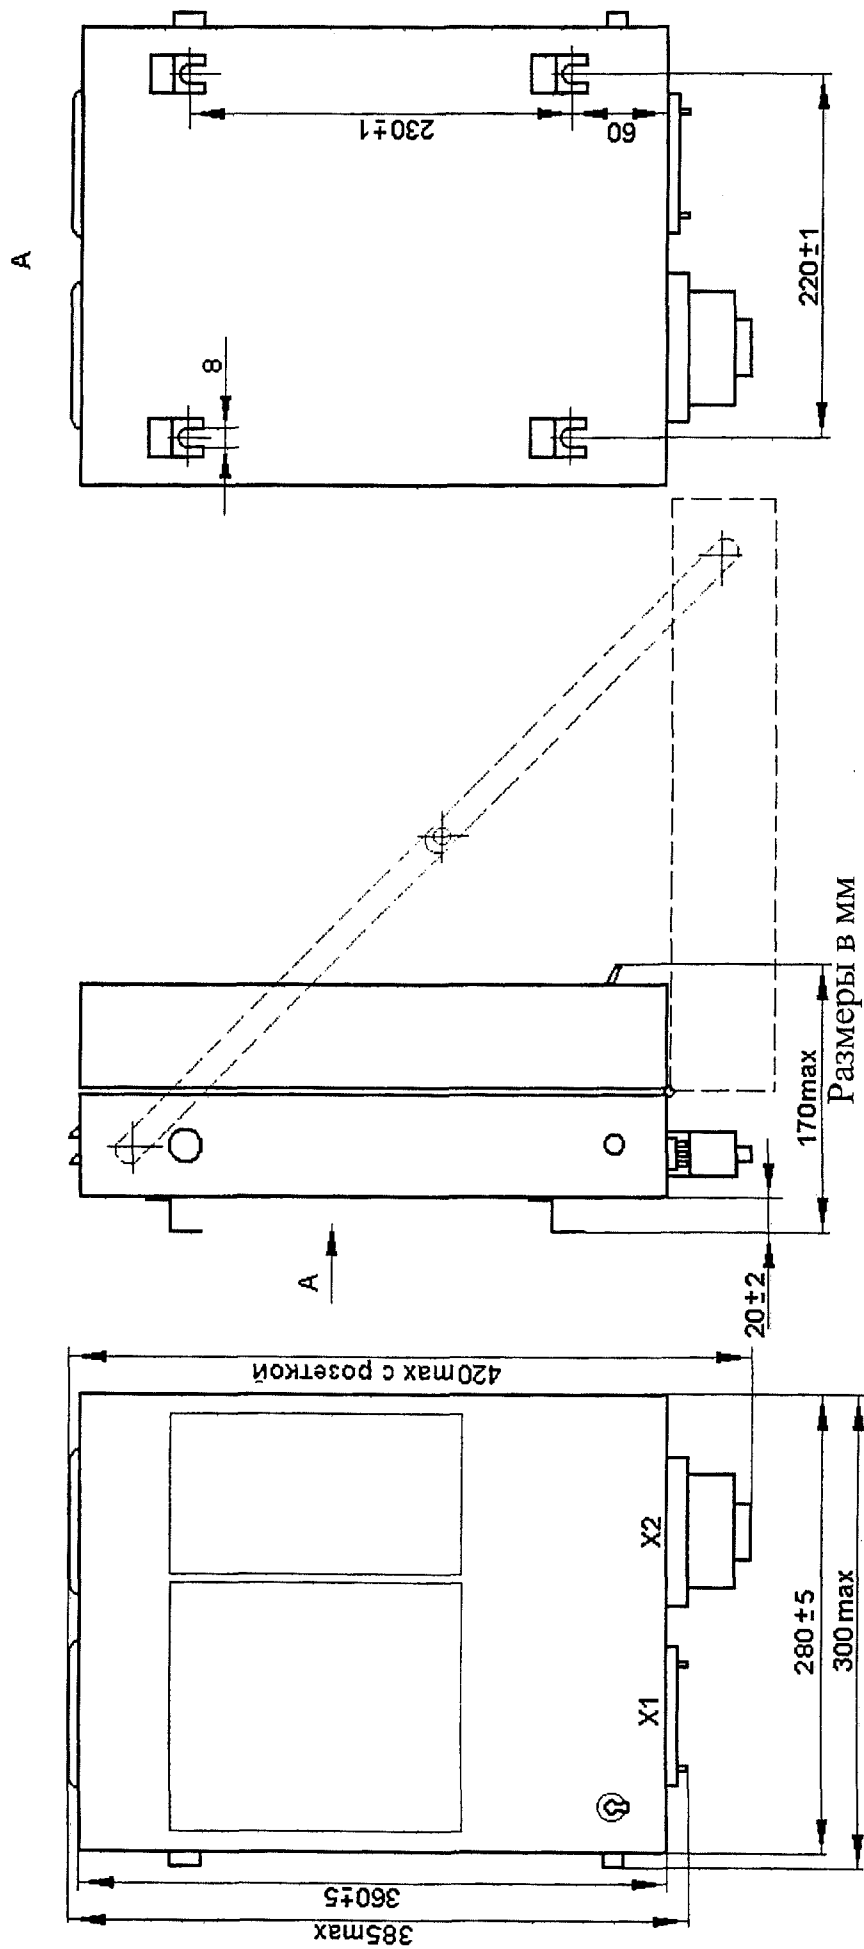 385max
360±5
420max с розеткой
X1
X2
280±5
300max
A
20±2
170max
Размеры в мм
A
8
230±1
60
220±1